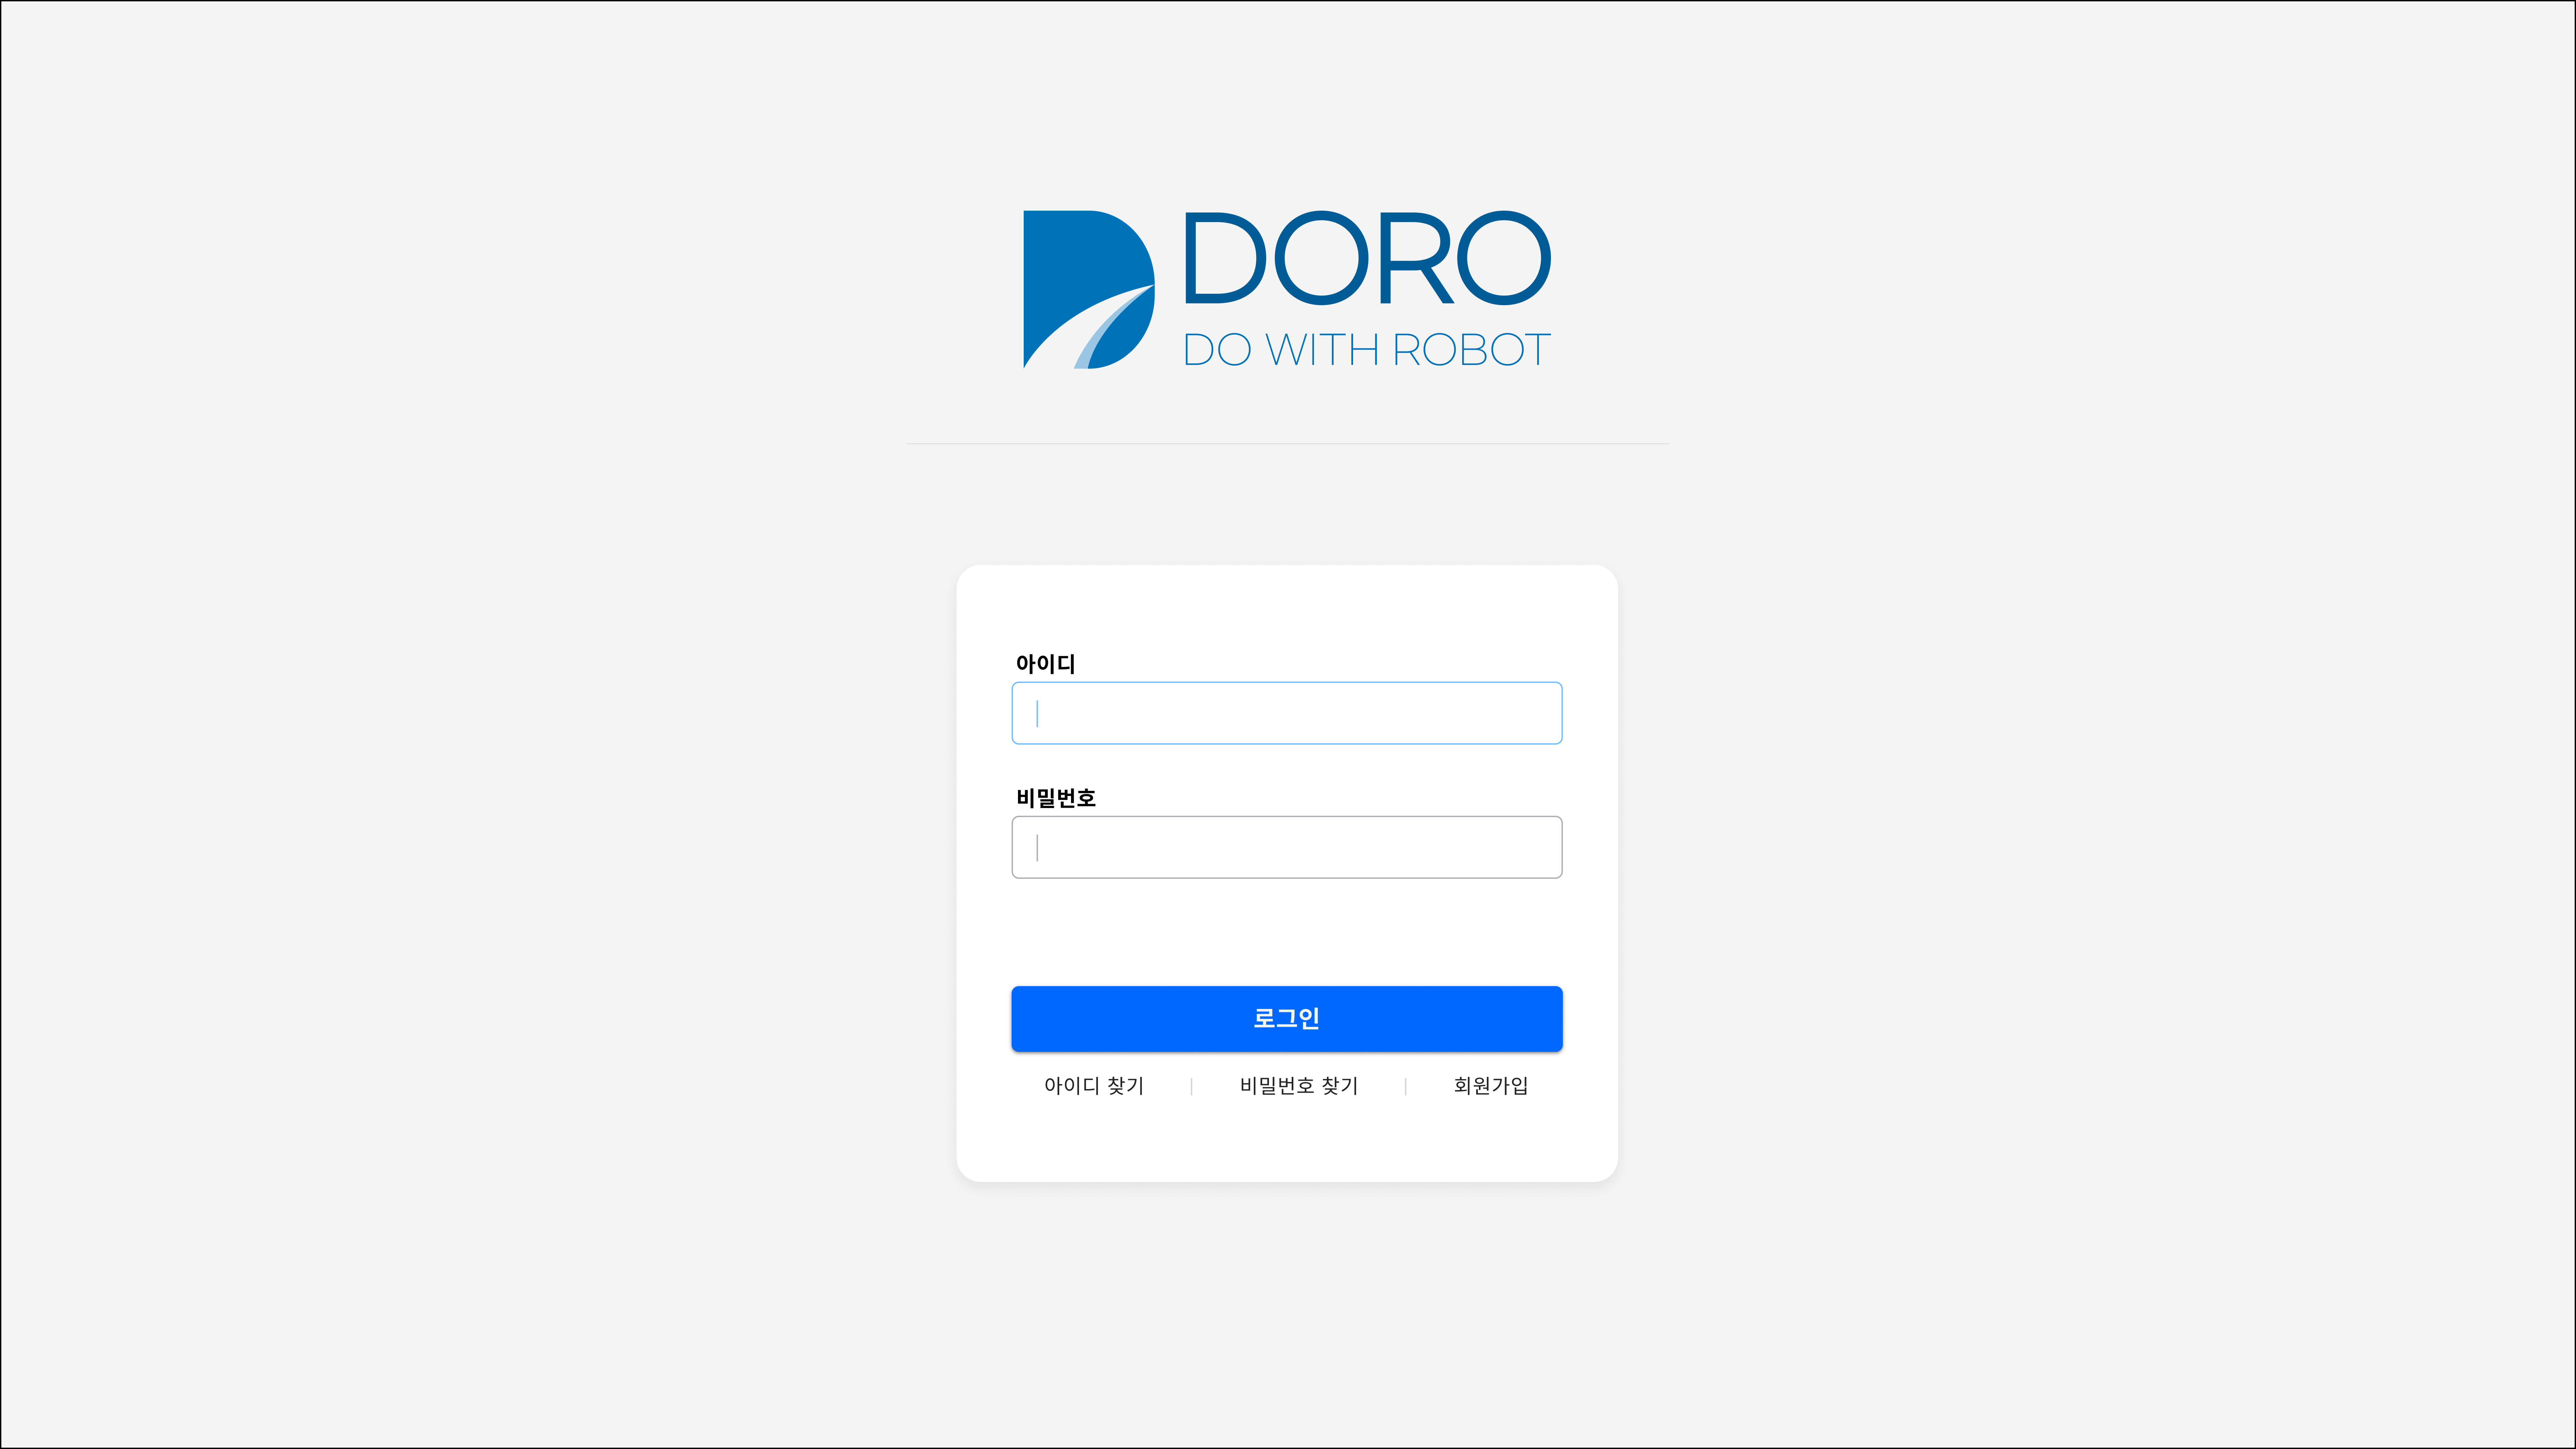 DORO
DO WITH ROBOT
아이디
비밀번호
로그인
아이디 찾기 | 비밀번호 찾기 | 회원가입